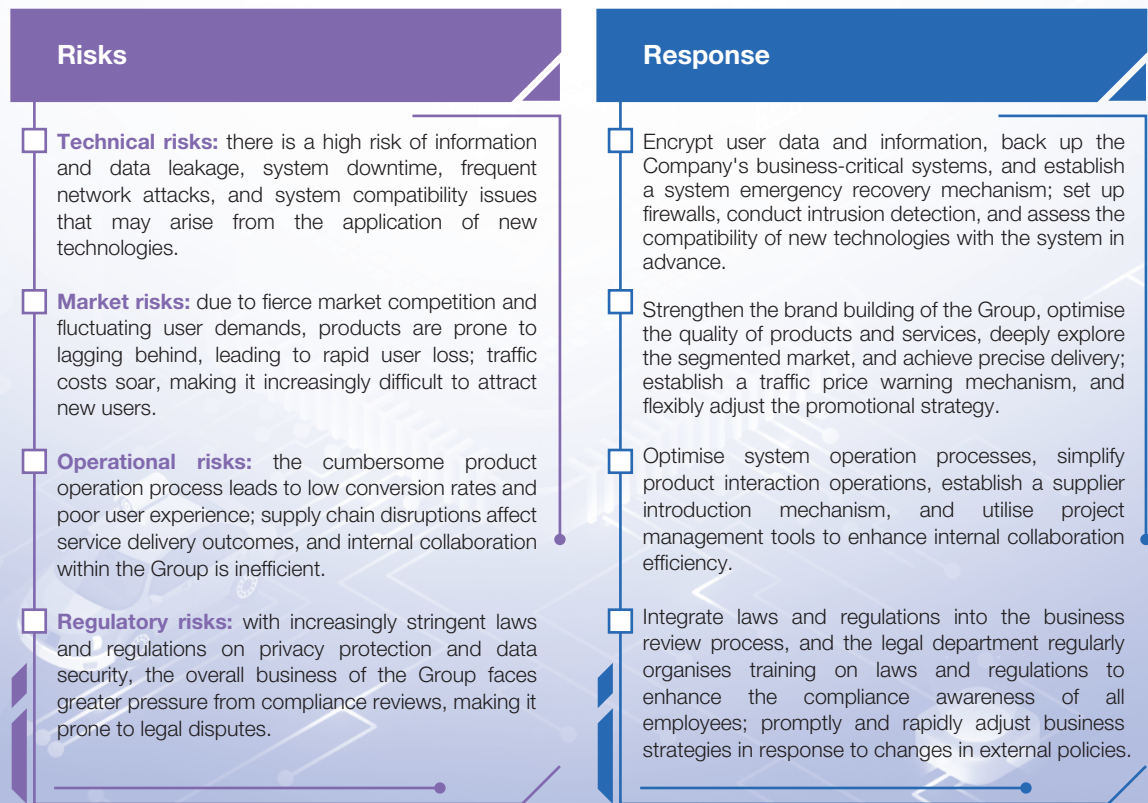 Risks
Technical risks: there is a high risk of information
and data leakage, system downtime, frequent
network attacks, and system compatibility issues
that may arise from the application of new
technologies.
Market risks: due to fierce market competition and
fluctuating user demands, products are prone to
lagging behind, leading to rapid user loss; traffic
costs soar, making it increasingly difficult to attract
new users.
Operational risks: the cumbersome product
operation process leads to low conversion rates and
poor user experience; supply chain disruptions affect
service delivery outcomes, and internal collaboration
within the Group is inefficient.
Regulatory risks: with increasingly stringent laws
and regulations on privacy protection and data
security, the overall business of the Group faces
greater pressure from compliance reviews, making it
prone to legal disputes.
Response
Encrypt user data and information, back up the
Company's business-critical systems, and establish
a system emergency recovery mechanism; set up
firewalls, conduct intrusion detection, and assess the
compatibility of new technologies with the system in
advance.
Strengthen the brand building of the Group, optimise
the quality of products and services, deeply explore
the segmented market, and achieve precise delivery;
establish a traffic price warning mechanism, and
flexibly adjust the promotional strategy.
Optimise system operation processes, simplify
product interaction operations, establish a supplier
introduction mechanism, and utilise project
management tools to enhance internal collaboration
efficiency.
Integrate laws and regulations into the business
review process, and the legal department regularly
organises training on laws and regulations to
enhance the compliance awareness of all
employees; promptly and rapidly adjust business
strategies in response to changes in external policies.